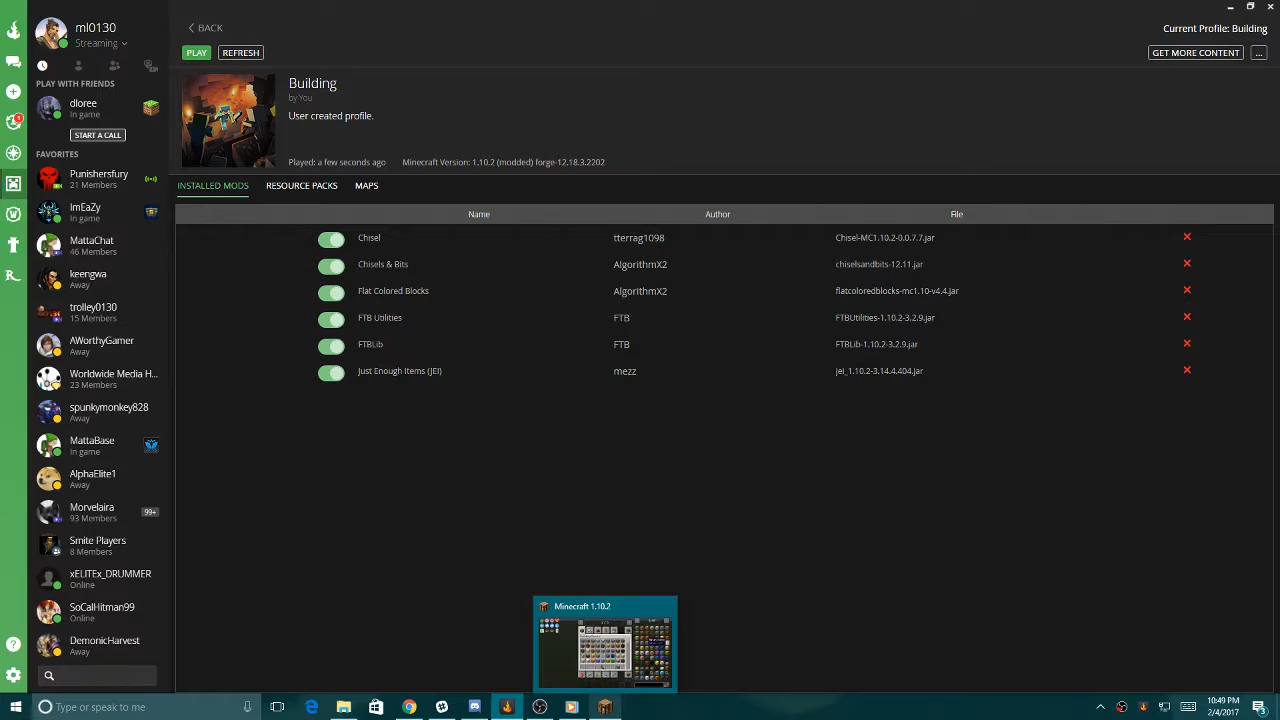 ml0130
Streaming
PLAY WITH FRIENDS
dloree
In game
START A CALL
FAVORITES
Punishersfury
21 Members
ImEaZy
In game
MattaChat
46 Members
keengwa
Away
trolley0130
15 Members
AWorthyGamer
Away
Worldwide Media H...
23 Members
spunkymonkey828
Away
MattaBase
In game
AlphaElite1
Away
Morvelaira
93 Members
99+
Smite Players
8 Members
xELITEx_DRUMMER
Online
SoCalHitman99
Online
DemonicHarvest
Away
BACK
Current Profile: Building
PLAY
REFRESH
GET MORE CONTENT
...
Building
by You
User created profile.
Played: a few seconds ago
Minecraft Version: 1.10.2 (modded) forge-12.18.3.2202
INSTALLED MODS
RESOURCE PACKS
MAPS
Name Author File
Chisel tterrag1098 Chisel-MC1.10.2-0.0.7.7.jar
Chisels & Bits AlgorithmX2 chiselsandbits-12.11.jar
Flat Colored Blocks AlgorithmX2 flatcoloredblocks-mc1.10-v4.4.jar
FTB Utilities FTB FTBUtilities-1.10.2-3.2.9.jar
FTBLib FTB FTBLib-1.10.2-3.2.9.jar
Just Enough Items (JEI) mezz jei_1.10.2-3.14.4.404.jar
Minecraft 1.10.2
Type or speak to me
10:49 PM
2/4/2017